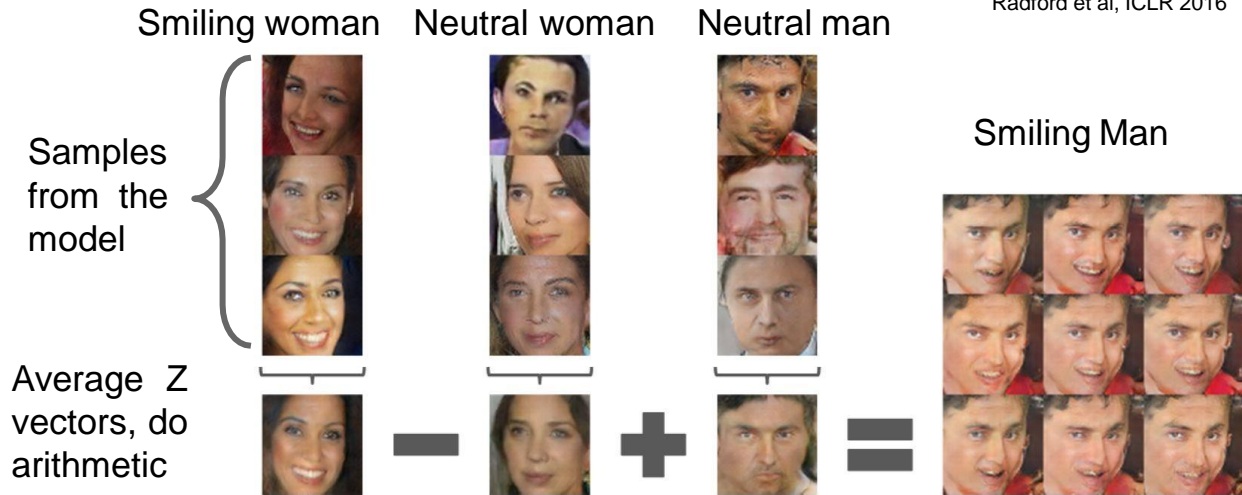 Radford et al, ICLR 2016
Smiling woman Neutral woman Neutral man
Samples
from the
model
Smiling Man
Average Z
vectors, do
arithmetic